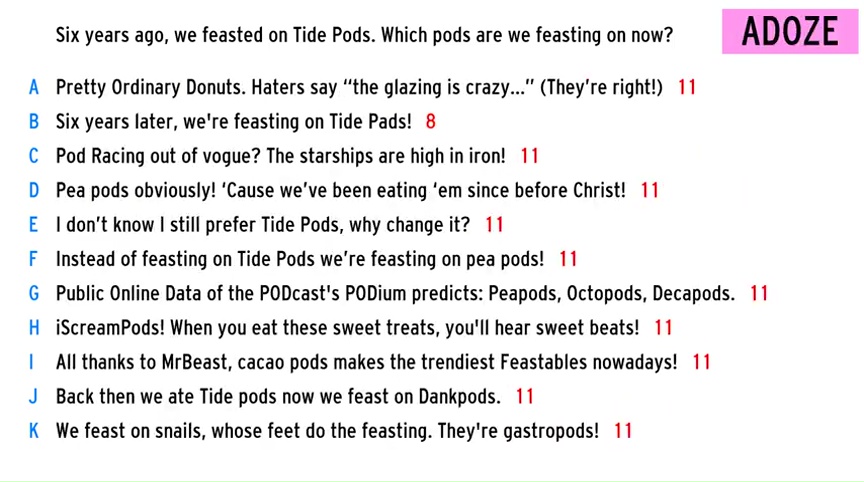 Six years ago, we feasted on Tide Pods. Which pods are we feasting on now?
ADOZE
A Pretty Ordinary Donuts. Haters say “the glazing is crazy...” (They’re right!) 11
B Six years later, we're feasting on Tide Pads! 8
C Pod Racing out of vogue? The starships are high in iron! 11
D Pea pods obviously! ‘Cause we’ve been eating ‘em since before Christ! 11
E I don’t know I still prefer Tide Pods, why change it? 11
F Instead of feasting on Tide Pods we’re feasting on pea pods! 11
G Public Online Data of the PODcast's PODium predicts: Peapods, Octopods, Decapods. 11
H iScreamPods! When you eat these sweet treats, you'll hear sweet beats! 11
I All thanks to MrBeast, cacao pods makes the trendiest Feastables nowadays! 11
J Back then we ate Tide pods now we feast on Dankpods. 11
K We feast on snails, whose feet do the feasting. They're gastropods! 11